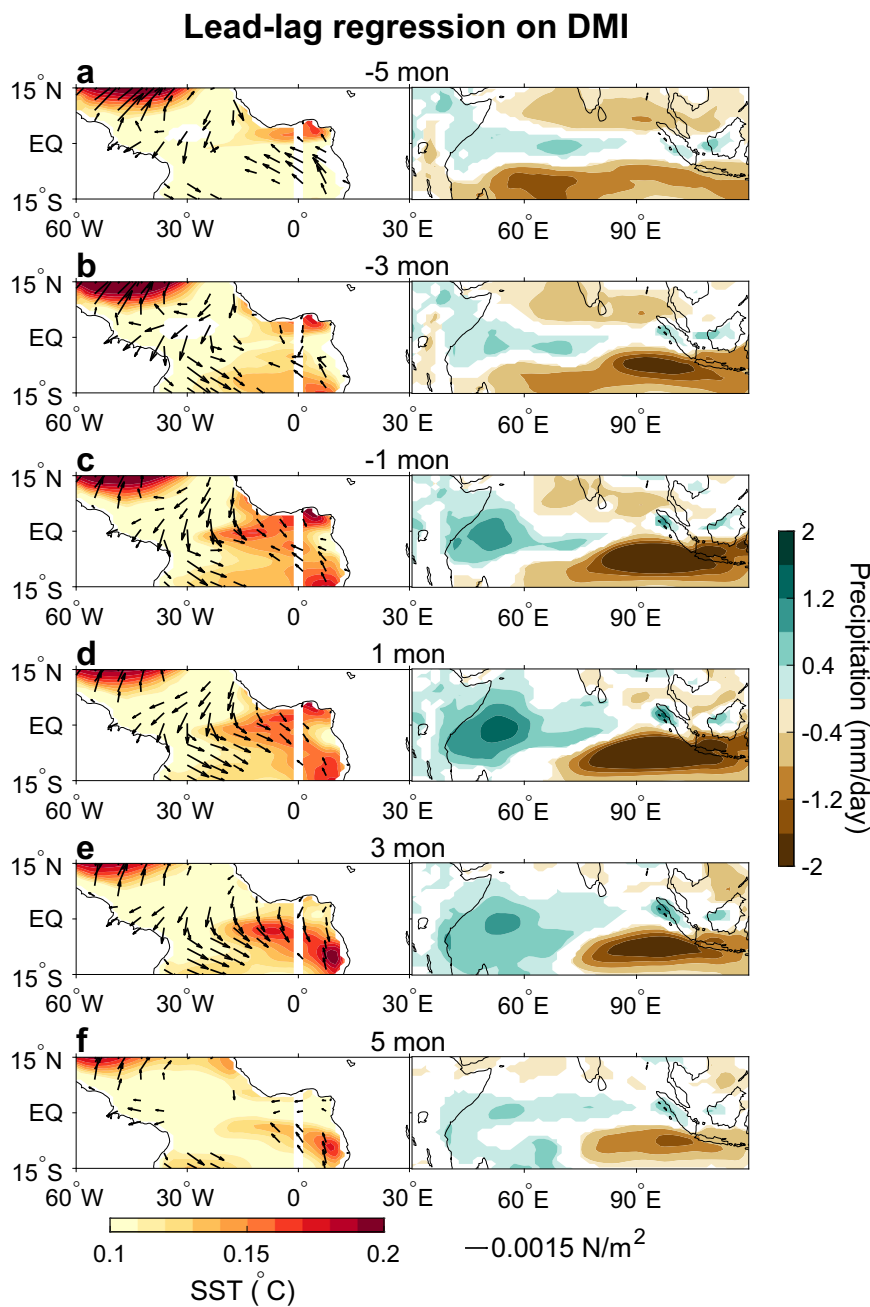 Lead-lag regression on DMI
a -5 mon
15°N
EQ
15°S
60°W 30°W 0° 30°E 60°E 90°E
b -3 mon
15°N
EQ
15°S
60°W 30°W 0° 30°E 60°E 90°E
c -1 mon
15°N
EQ
15°S
60°W 30°W 0° 30°E 60°E 90°E
d 1 mon
15°N
EQ
15°S
60°W 30°W 0° 30°E 60°E 90°E
e 3 mon
15°N
EQ
15°S
60°W 30°W 0° 30°E 60°E 90°E
f 5 mon
15°N
EQ
15°S
60°W 30°W 0° 30°E 60°E 90°E
0.1 0.15 0.2
SST (°C)
0.0015 N/m²
2
1.2
0.4
-0.4
-1.2
-2
Precipitation (mm/day)